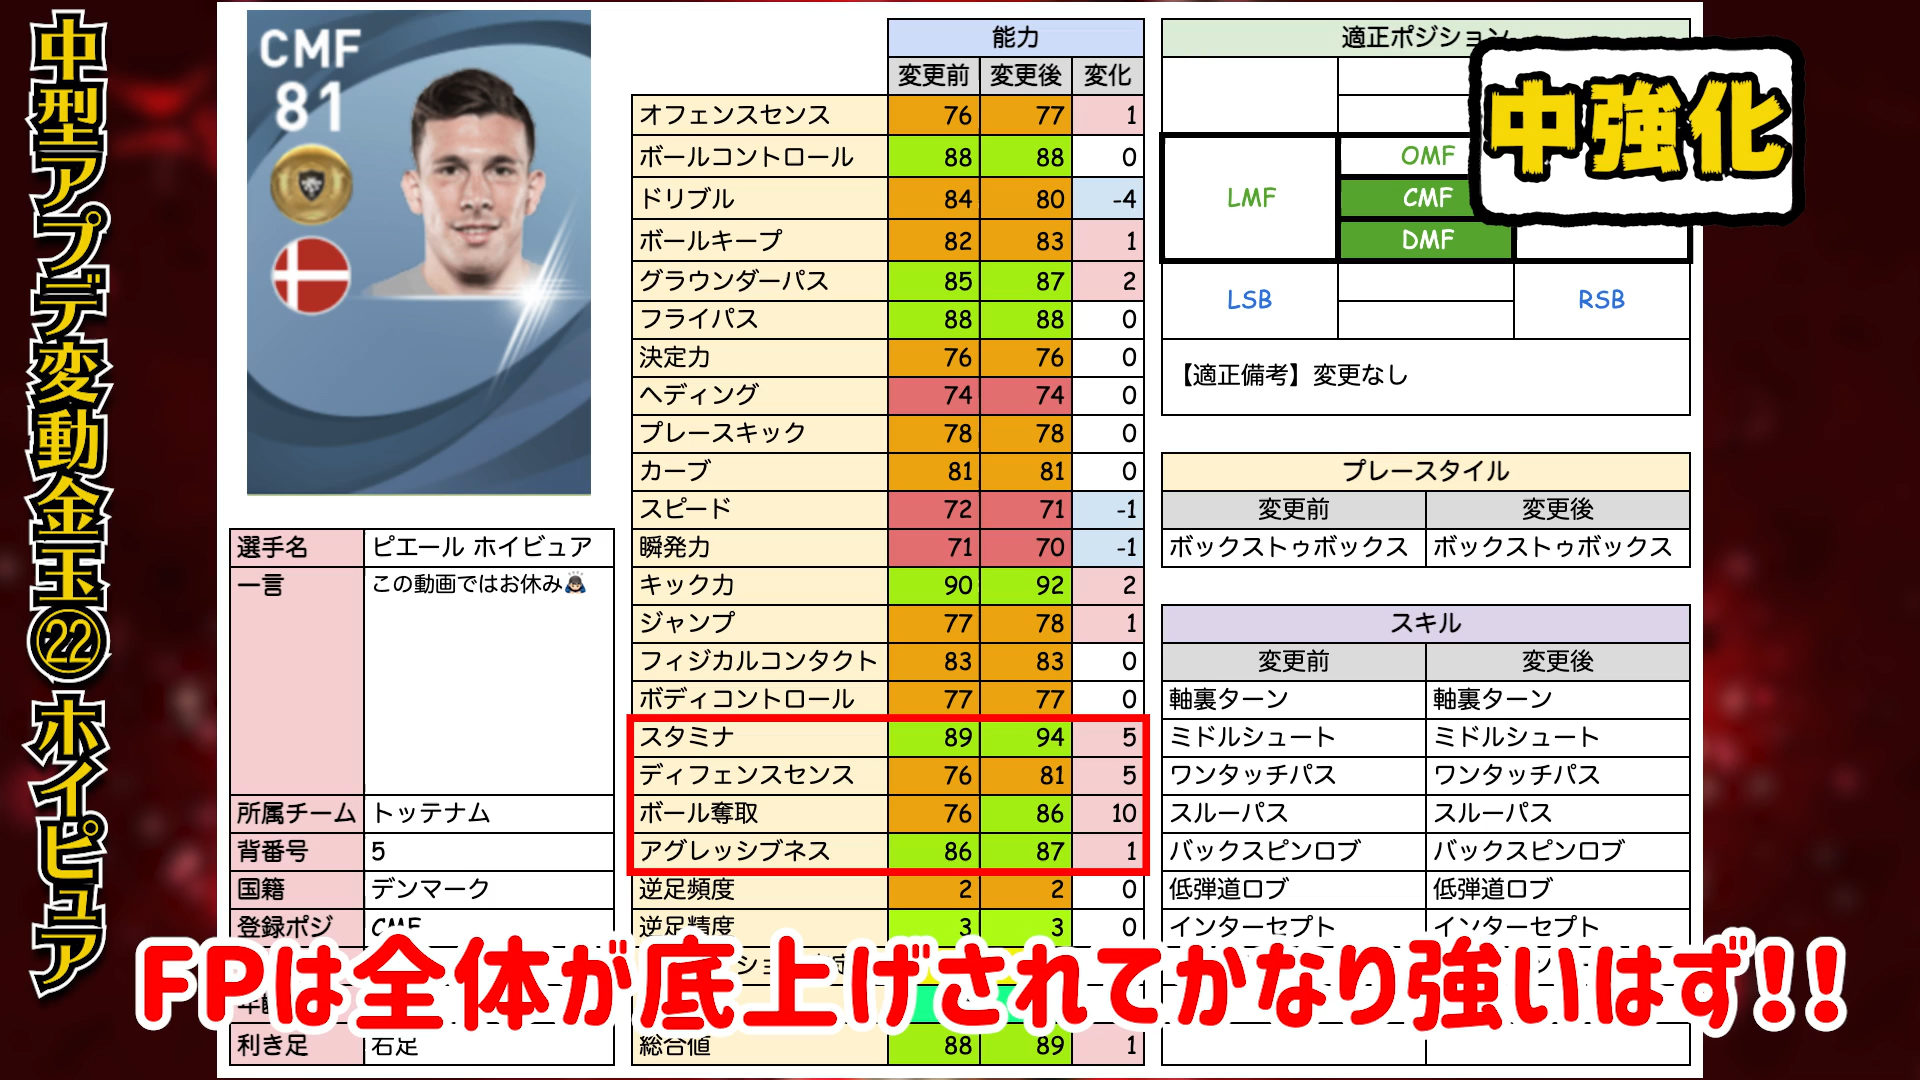 中型アプデ変動金玉㉒ ホイピュア
CMF
81
選手名 ピエール ホイビュア
一言 この動画ではお休み🙇
所属チーム トッテナム
背番号 5
国籍 デンマーク
登録ポジ CMF
利き足 右足
能力
変更前 変更後 変化
オフェンスセンス 76 77 1
ボールコントロール 88 88 0
ドリブル 84 80 -4
ボールキープ 82 83 1
グラウンダーパス 85 87 2
フライパス 88 88 0
決定力 76 76 0
ヘディング 74 74 0
プレースキック 78 78 0
カーブ 81 81 0
スピード 72 71 -1
瞬発力 71 70 -1
キック力 90 92 2
ジャンプ 77 78 1
フィジカルコンタクト 83 83 0
ボディコントロール 77 77 0
スタミナ 89 94 5
ディフェンスセンス 76 81 5
ボール奪取 76 86 10
アグレッシブネス 86 87 1
逆足頻度 2 2 0
逆足精度 3 3 0
総合値 88 89 1
適正ポジション
中強化
OMF
LMF CMF
DMF
LSB RSB
【適正備考】変更なし
プレースタイル
変更前 変更後
ボックストゥボックス ボックストゥボックス
スキル
変更前 変更後
軸裏ターン 軸裏ターン
ミドルシュート ミドルシュート
ワンタッチパス ワンタッチパス
スルーパス スルーパス
バックスピンロブ バックスピンロブ
低弾道ロブ 低弾道ロブ
インターセプト インターセプト
FPは全体が底上げされてかなり強いはず!!